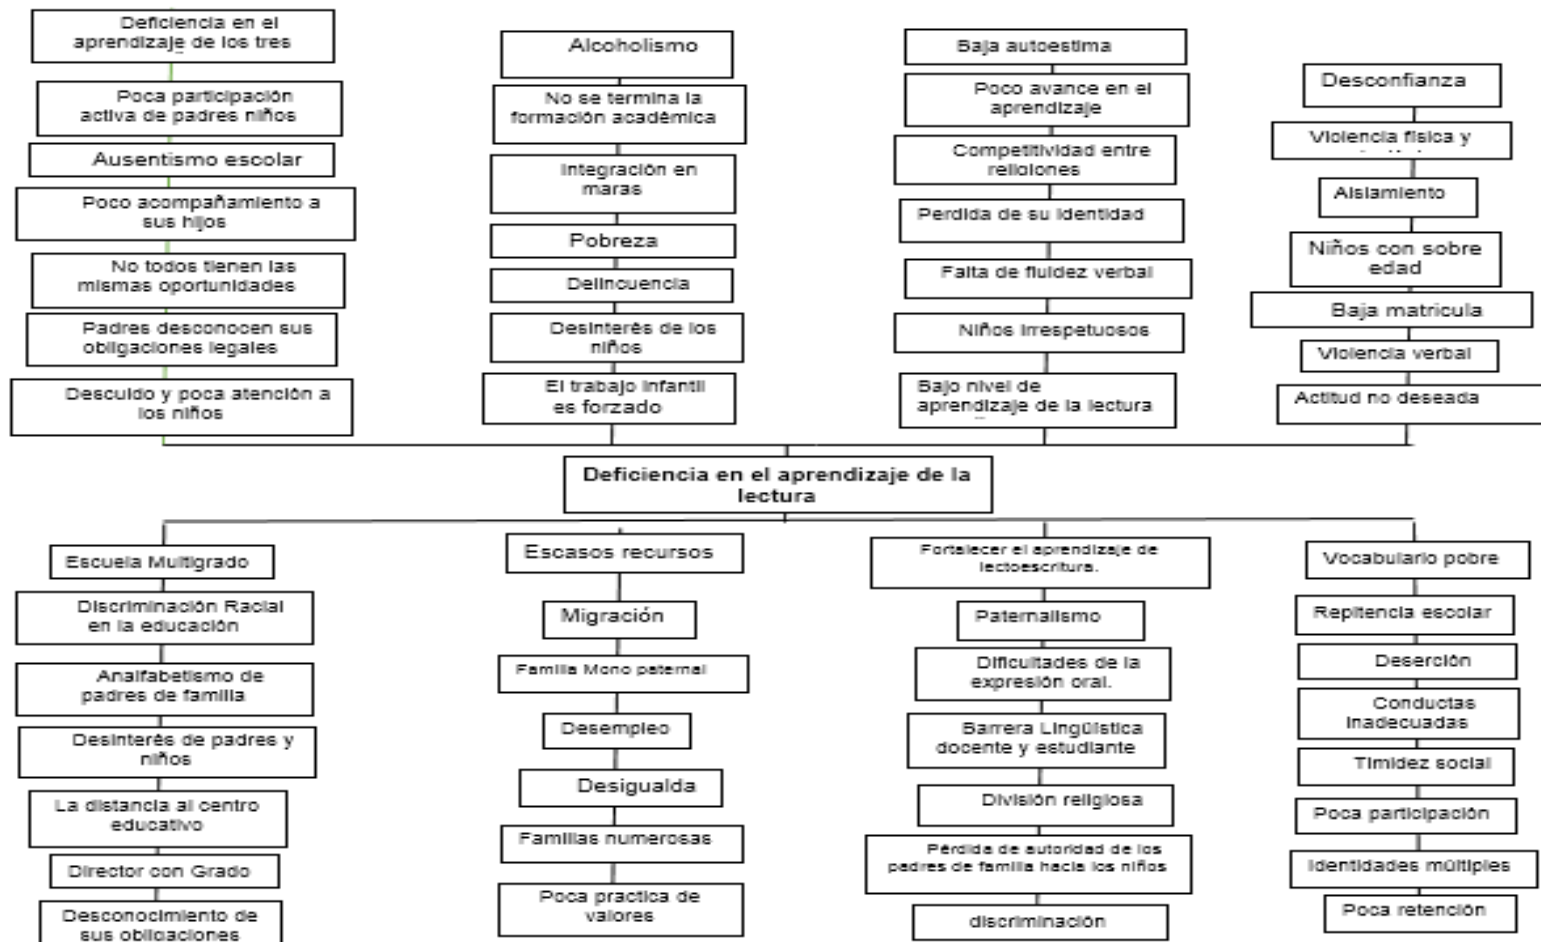 Deficiencia en el
aprendizaje de los tres
Poca participación
activa de padres niños
Ausentismo escolar
Poco acompañamiento a
sus hijos
No todos tienen las
mismas oportunidades
Padres desconocen sus
obligaciones legales
Descuido y poca atención a
los niños
Alcoholismo
No se termina la
formación académica
Integración en
maras
Pobreza
Delincuencia
Desinterés de los
niños
El trabajo infantil
es forzado
Baja autoestima
Poco avance en el
aprendizaje
Competitividad entre
religiones
Perdida de su identidad
Falta de fluidez verbal
Niños irrespetuosos
Bajo nivel de
aprendizaje de la lectura
Desconfianza
Violencia física y
Aislamiento
Niños con sobre
edad
Baja matricula
Violencia verbal
Actitud no deseada
Deficiencia en el aprendizaje de la
lectura
Escuela Multigrado
Discriminación Racial
en la educación
Analfabetismo de
padres de familia
Desinterés de padres y
niños
La distancia al centro
educativo
Director con Grado
Desconocimiento de
sus obligaciones
Escasos recursos
Migración
Familia Mono paternal
Desempleo
Desigualda
Familias numerosas
Poca practica de
valores
Fortalecer el aprendizaje de
lectoescritura.
Paternalismo
Dificultades de la
expresión oral.
Barrera Lingüística
docente y estudiante
División religiosa
Pérdida de autoridad de los
padres de familia hacia los niños
discriminación
Vocabulario pobre
Repitencia escolar
Deserción
Conductas
inadecuadas
Timidez social
Poca participación
Identidades múltiples
Poca retención